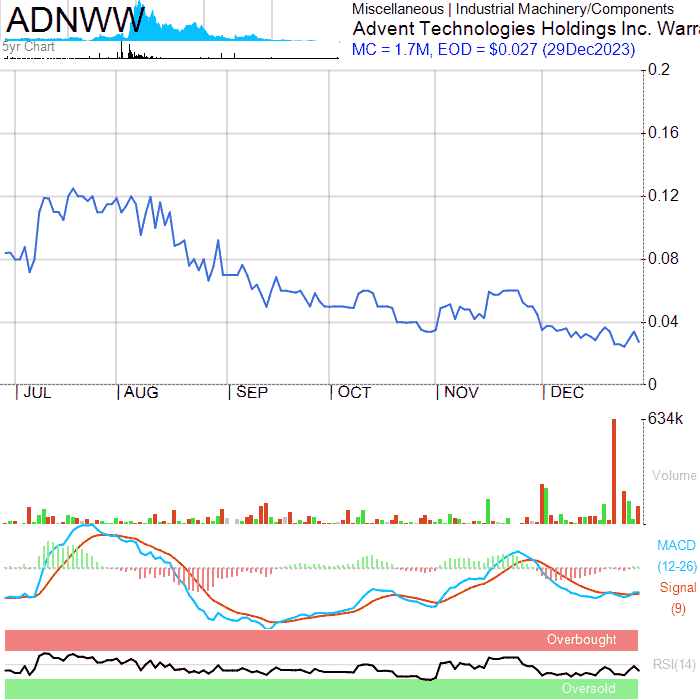 ADNWW
5yr Chart
Miscellaneous | Industrial Machinery/Components
Advent Technologies Holdings Inc. Warra
MC = 1.7M, EOD = $0.027 (29Dec2023)
0.2
0.16
0.12
0.08
0.04
0
JUL AUG SEP OCT NOV DEC
634k
Volume
MACD
(12-26)
Signal
(9)
Overbought
RSI(14)
Oversold